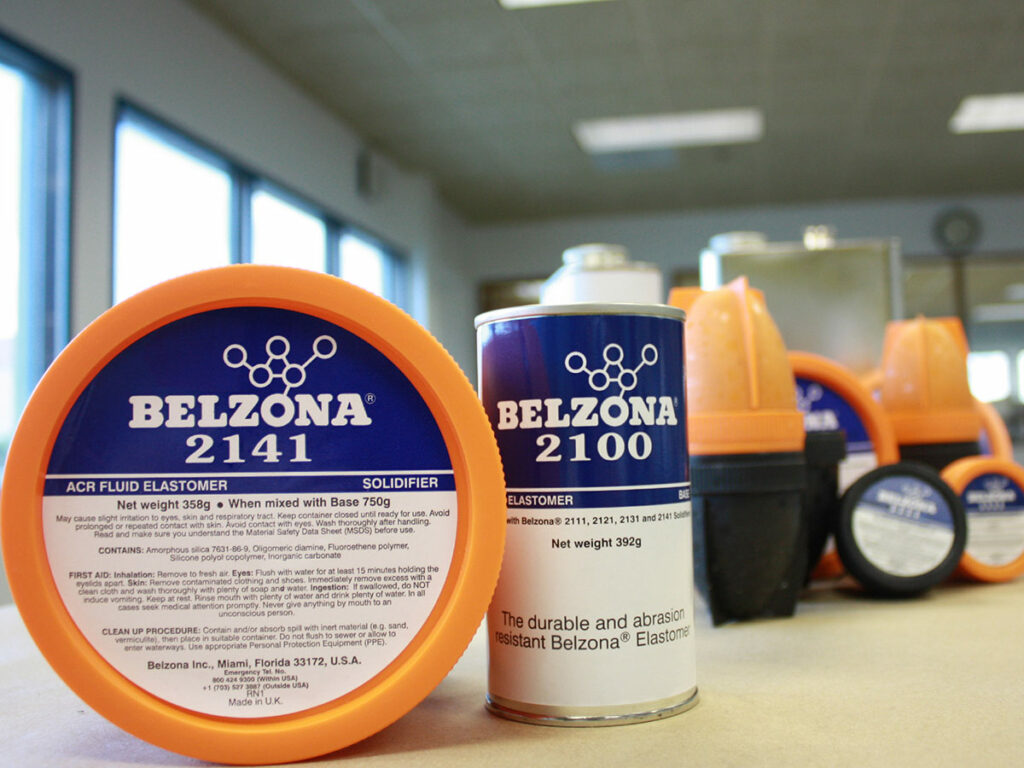 BELZONA®
2141
ACR FLUID ELASTOMER SOLIDIFIER
Net weight 358g ● When mixed with Base 750g
May cause slight irritation to eyes, skin and respiratory tract. Keep container closed until ready for use. Avoid
prolonged or repeated contact with skin. Avoid contact with eyes. Wash thoroughly after handling.
Read and make sure you understand the Material Safety Data Sheet (MSDS) before use.
CONTAINS: Amorphous silica 7631-86-9, Oligomeric diamine, Fluoroethene polymer,
Silicone polyol copolymer, Inorganic carbonate
FIRST AID: Inhalation: Remove to fresh air. Eyes: Flush with water for at least 15 minutes holding the
eyelids apart. Skin: Remove contaminated clothing and shoes. Immediately remove excess with a
clean cloth and wash thoroughly with plenty of soap and water. Ingestion: If swallowed, do NOT
induce vomiting. Keep at rest. Rinse mouth with plenty of water and drink plenty of water. In all
cases seek medical attention promptly. Never give anything by mouth to an
unconscious person.
CLEAN UP PROCEDURE: Contain and/or absorb spill with inert material (e.g. sand,
vermiculite), then place in suitable container. Do not flush to sewer or allow to
enter waterways. Use appropriate Personal Protection Equipment (PPE).
Belzona Inc., Miami, Florida 33172, U.S.A.
Emergency Tel. No.
800 424 9300 (Within USA)
+1 (703) 527 3887 (Outside USA)
RN1
Made in U.K.
BELZONA®
2100
ELASTOMER BASE
with Belzona® 2111, 2121, 2131 and 2141
Net weight 392g
The durable and abrasion
resistant Belzona® Elastomer
BELZONA